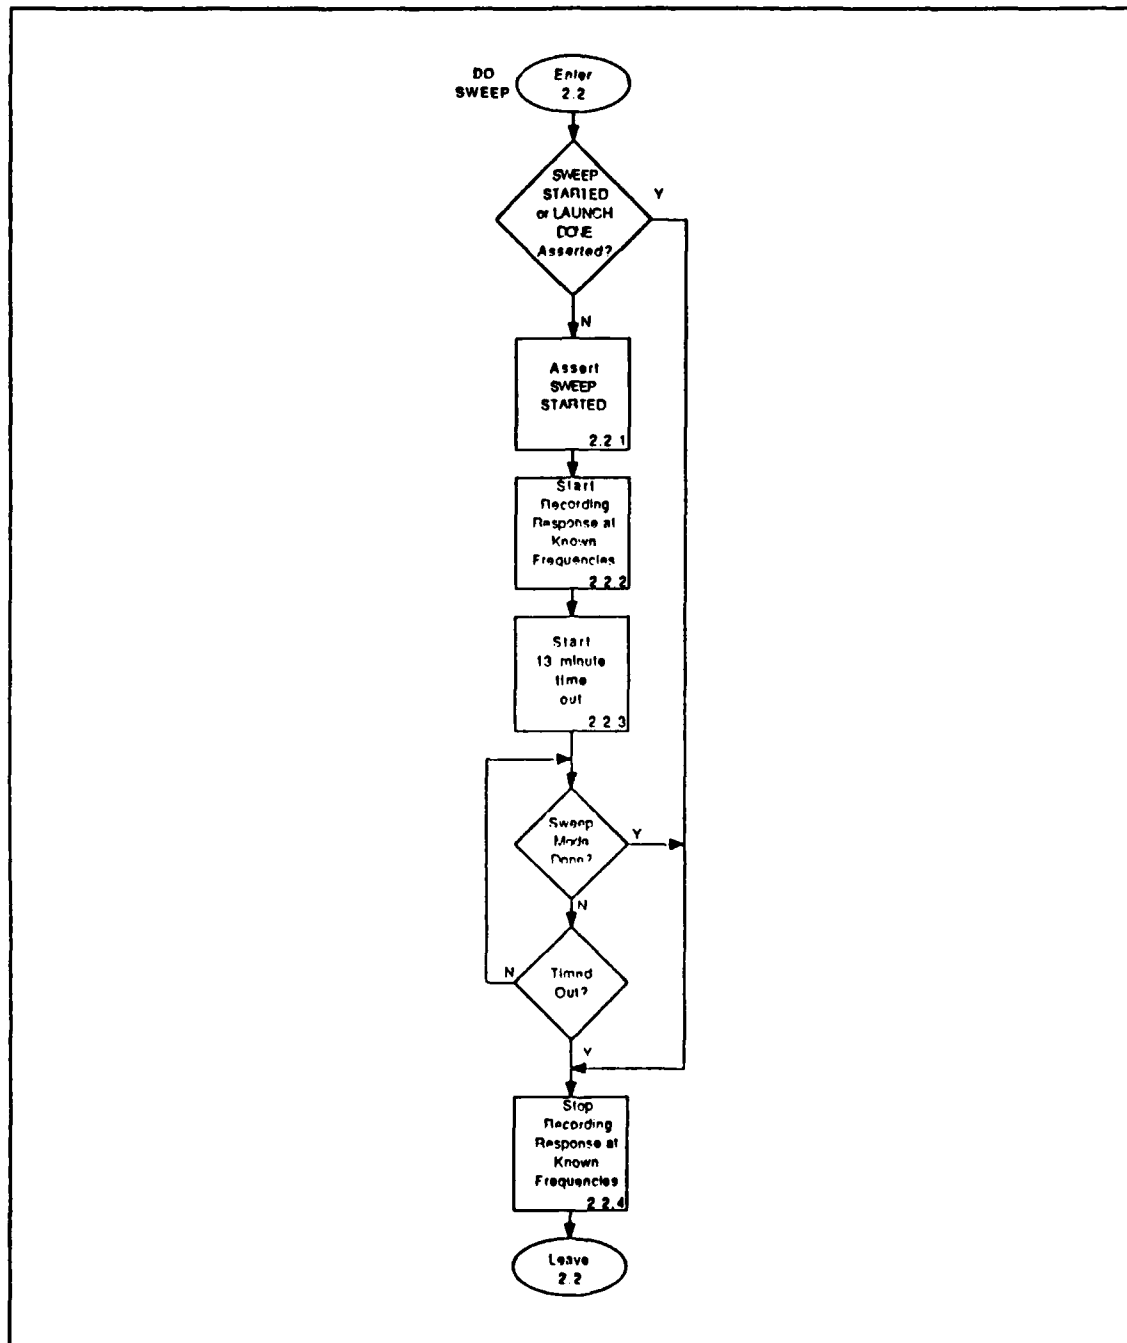 DO
SWEEP
Enter
2.2
SWEEP
STARTED
or LAUNCH
DONE
Asserted?
Y
N
Assert
SWEEP
STARTED
2.2.1
Start
Recording
Response at
Known
Frequencies
2.2.2
Start
13 minute
time
out
2.2.3
Sweep
Mode
Done?
Y
N
Timed
Out?
N
Y
Stop
Recording
Response at
Known
Frequencies
2.2.4
Leave
2.2